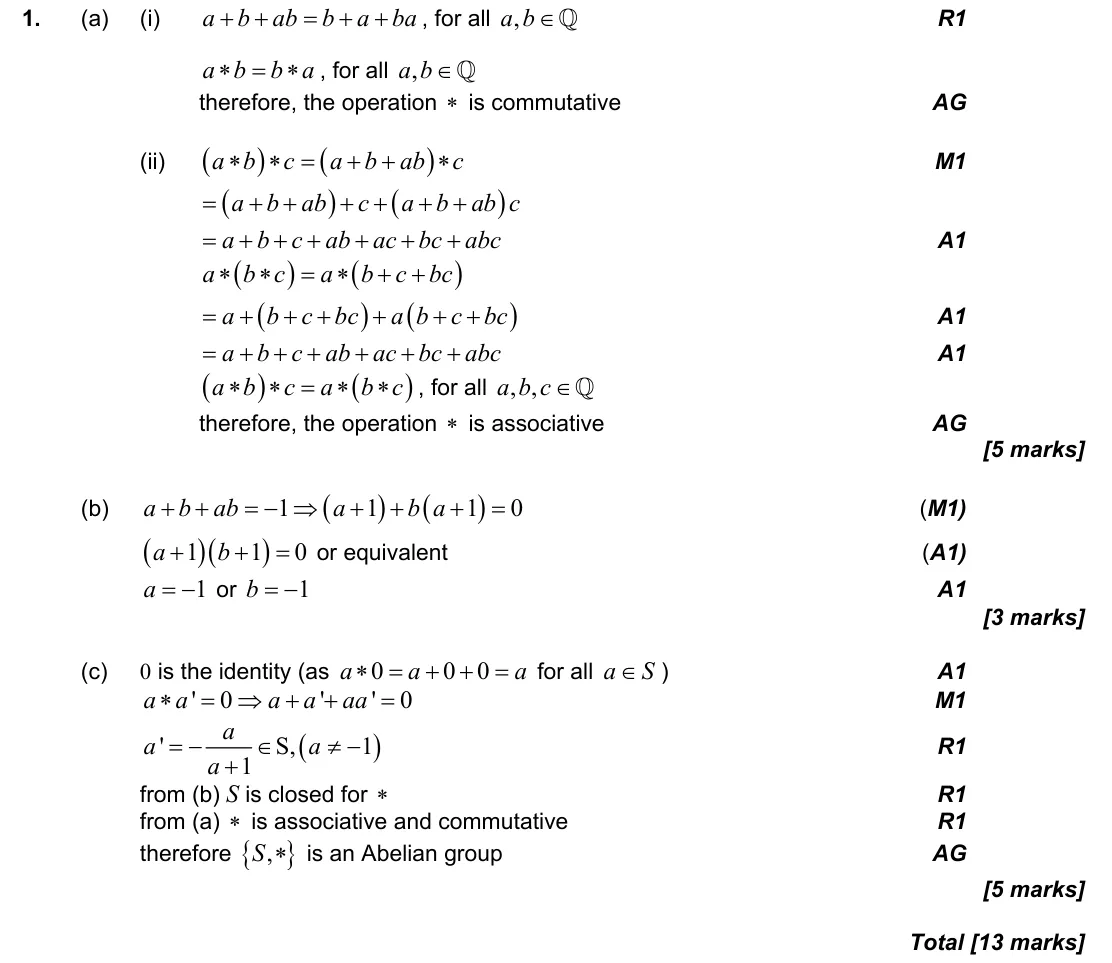 1. (a) (i) a + b + ab = b + a + ba, for all a, b ∈ ℚ R1
a * b = b * a, for all a, b ∈ ℚ
therefore, the operation * is commutative AG
(ii) (a * b) * c = (a + b + ab) * c M1
= (a + b + ab) + c + (a + b + ab)c
= a + b + c + ab + ac + bc + abc A1
a * (b * c) = a * (b + c + bc)
= a + (b + c + bc) + a(b + c + bc) A1
= a + b + c + ab + ac + bc + abc A1
(a * b) * c = a * (b * c), for all a, b, c ∈ ℚ
therefore, the operation * is associative AG
[5 marks]
(b) a + b + ab = −1 ⇒ (a + 1) + b(a + 1) = 0 (M1)
(a + 1)(b + 1) = 0 or equivalent (A1)
a = −1 or b = −1 A1
[3 marks]
(c) 0 is the identity (as a * 0 = a + 0 + 0 = a for all a ∈ S) A1
a * a' = 0 ⇒ a + a' + aa' = 0 M1
a' = −a/(a + 1) ∈ S, (a ≠ −1) R1
from (b) S is closed for * R1
from (a) * is associative and commutative R1
therefore {S, *} is an Abelian group AG
[5 marks]
Total [13 marks]